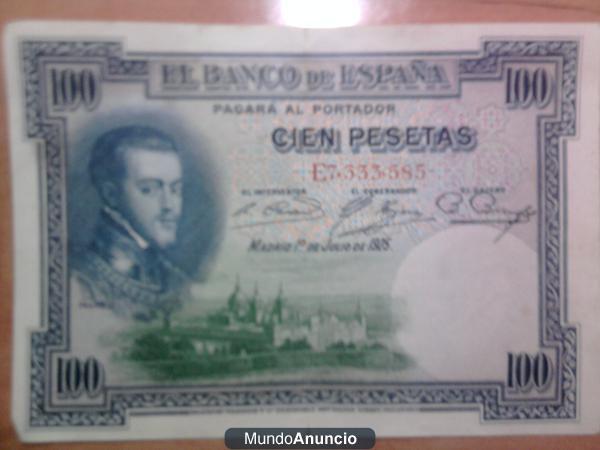 100 EL BANCO DE ESPAÑA 100
PAGARÁ AL PORTADOR
CIEN PESETAS
E7,333,585
EL INTERVENTOR EL GOBERNADOR EL CAJERO
MADRID 1º DE JULIO DE 1925.
100 100
MundoAnuncio